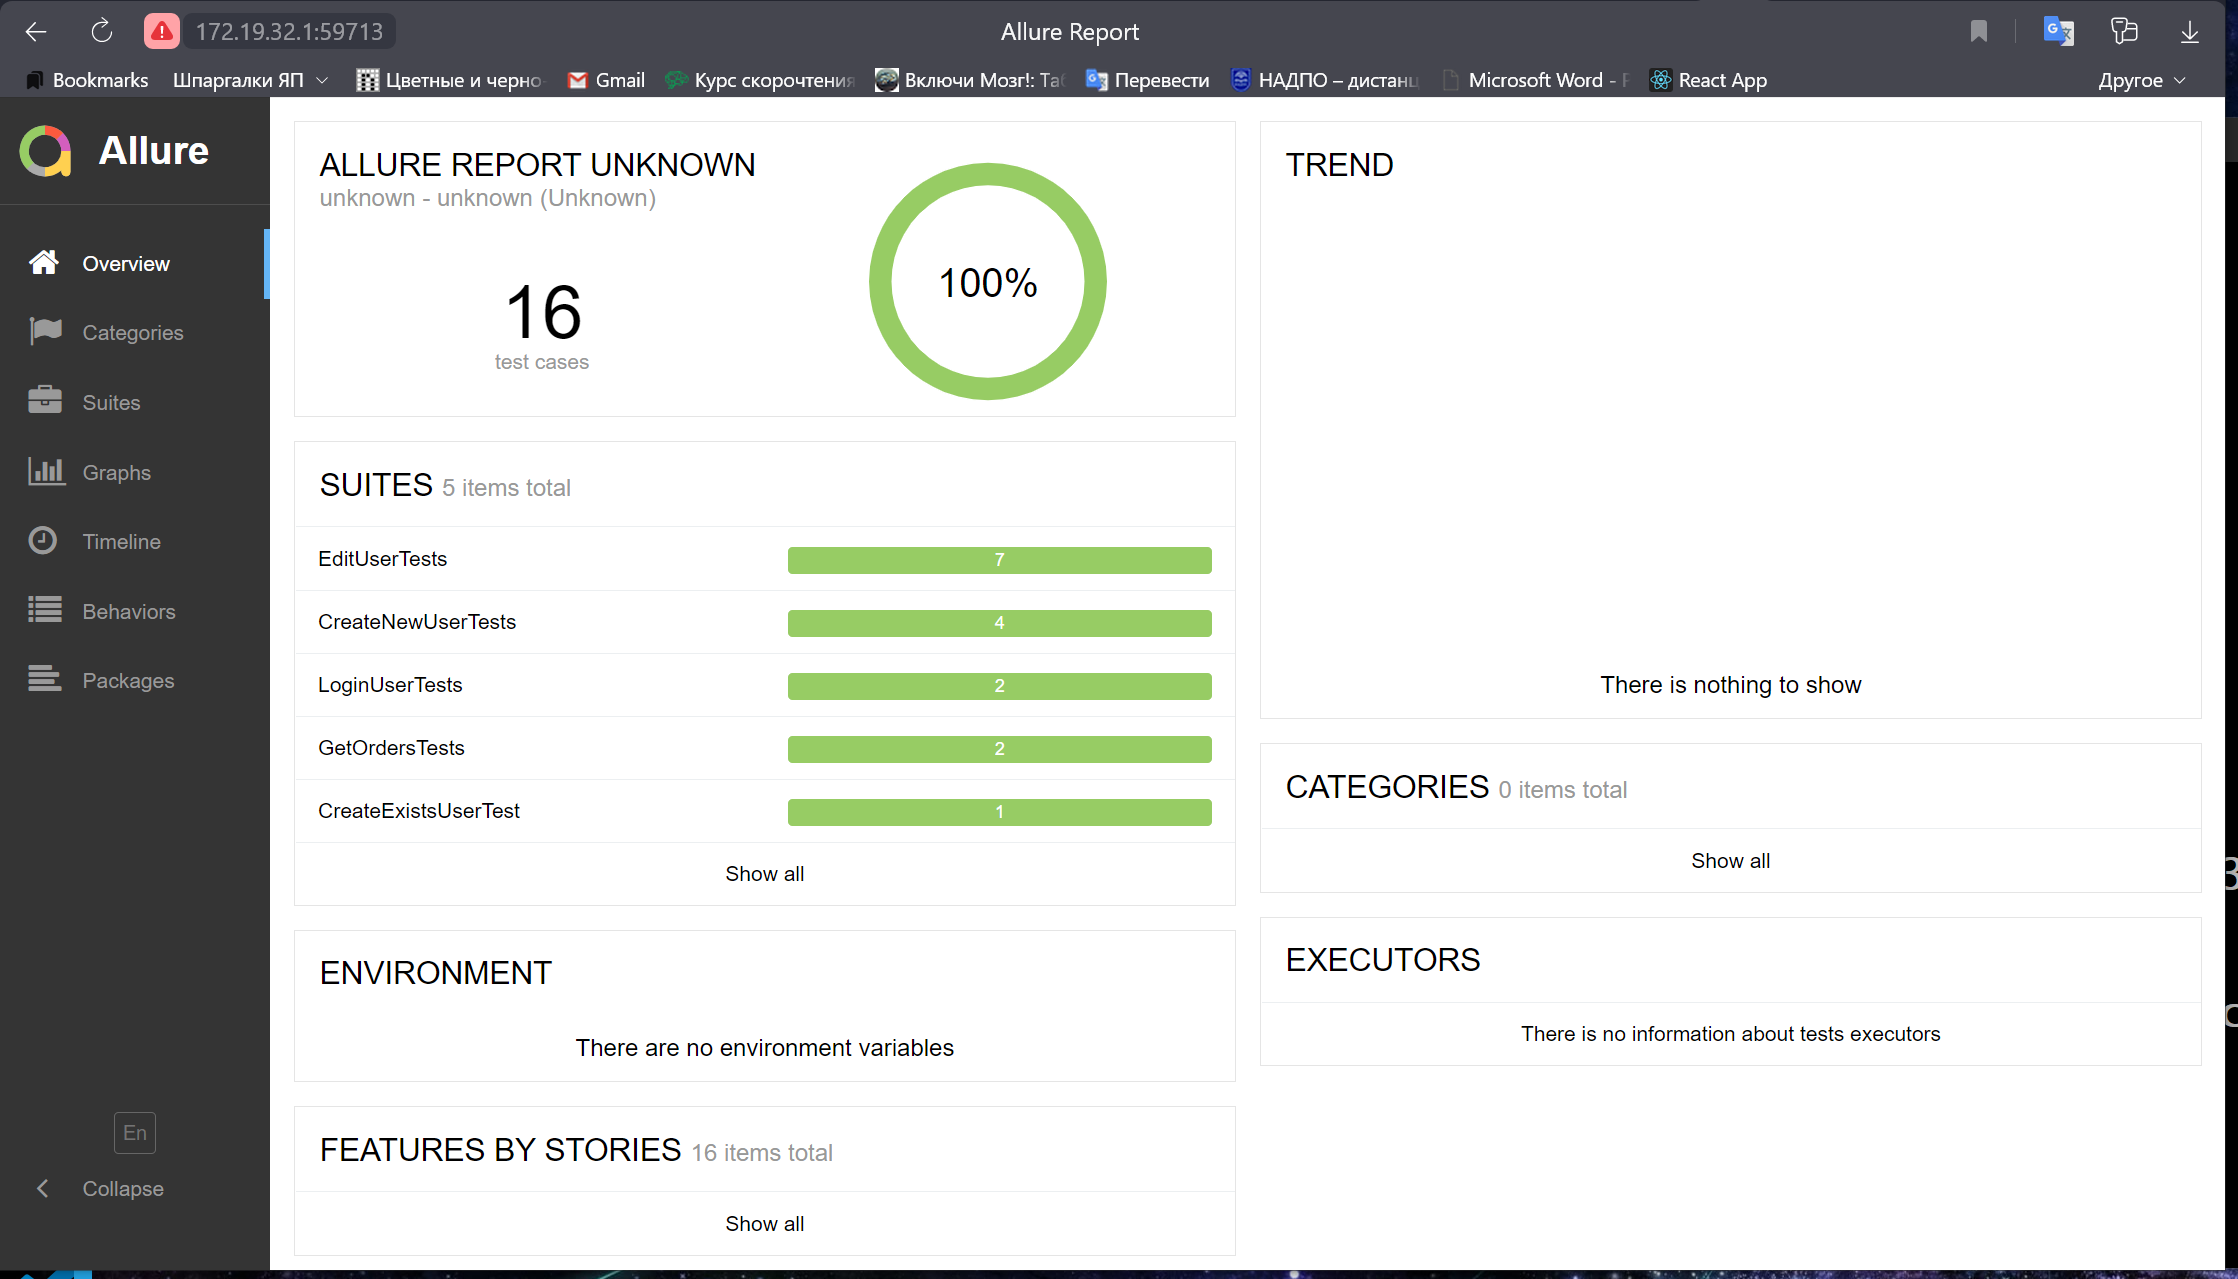 172.19.32.1:59713
Allure Report
Bookmarks
Шпаргалки ЯП
Цветные и черно-
Gmail
Курс скорочтения
Включи Мозг!: Таб
Перевести
НАДПО – дистанц
Microsoft Word -
React App
Другое
Allure
Overview
Categories
Suites
Graphs
Timeline
Behaviors
Packages
En
Collapse
ALLURE REPORT UNKNOWN
unknown - unknown (Unknown)
16
test cases
100%
SUITES 5 items total
EditUserTests 7
CreateNewUserTests 4
LoginUserTests 2
GetOrdersTests 2
CreateExistsUserTest 1
Show all
ENVIRONMENT
There are no environment variables
FEATURES BY STORIES 16 items total
Show all
TREND
There is nothing to show
CATEGORIES 0 items total
Show all
EXECUTORS
There is no information about tests executors